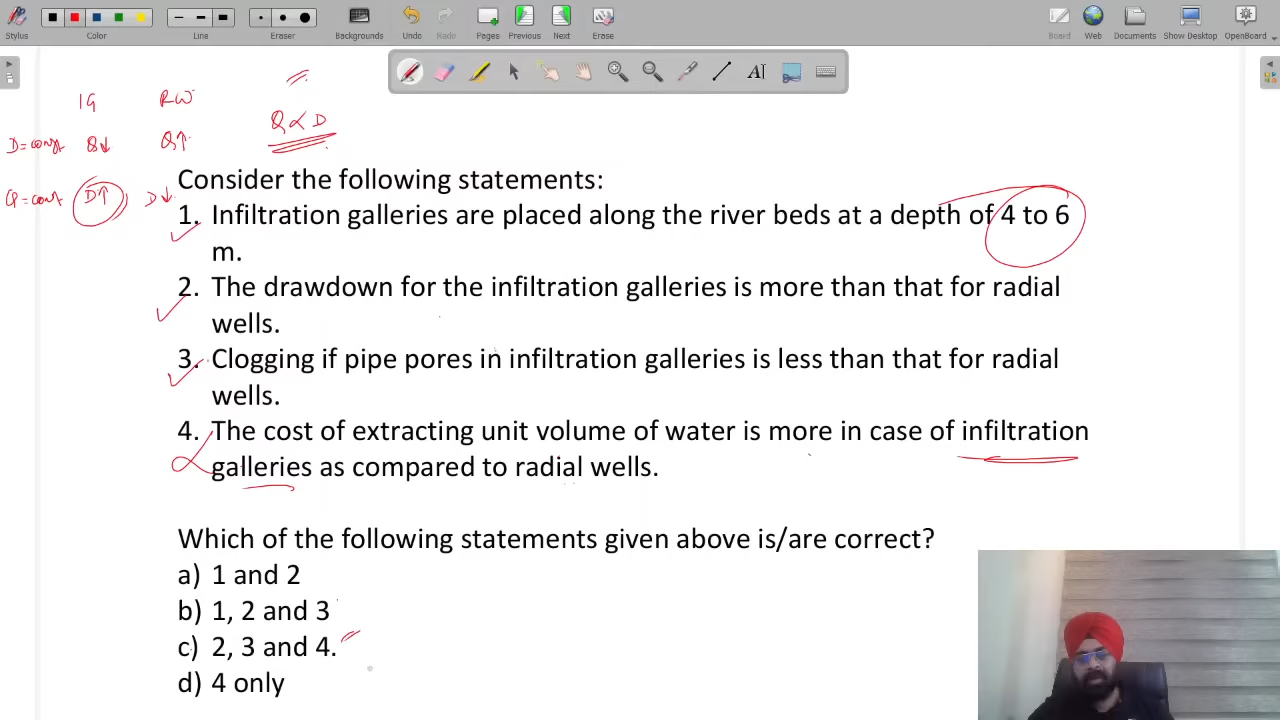 Stylus
Color
Line
Eraser
Backgrounds
Undo
Redo
Pages
Previous
Next
Erase
Board
Web
Documents
Show Desktop
OpenBoard
IG RW
Q ∝ D
D = const Q↓ Q↑
Q = const D↑ D↓
Consider the following statements:
1. Infiltration galleries are placed along the river beds at a depth of 4 to 6
m.
2. The drawdown for the infiltration galleries is more than that for radial
wells.
3. Clogging if pipe pores in infiltration galleries is less than that for radial
wells.
4. The cost of extracting unit volume of water is more in case of infiltration
galleries as compared to radial wells.
Which of the following statements given above is/are correct?
a) 1 and 2
b) 1, 2 and 3
c) 2, 3 and 4.
d) 4 only